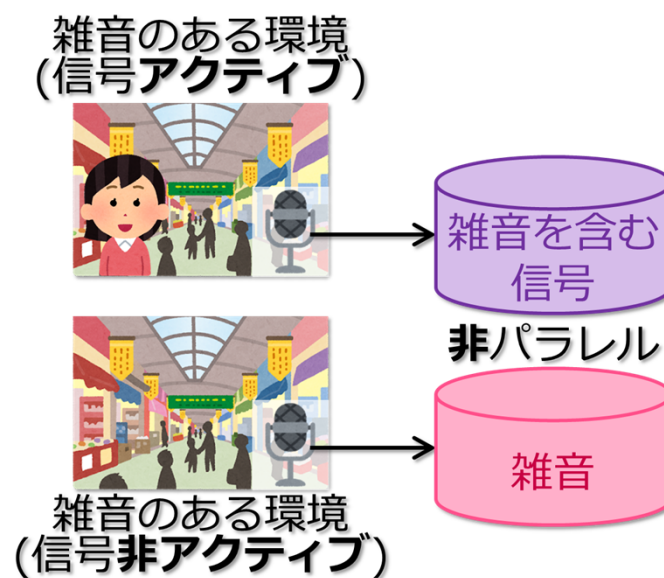 雑音のある環境
(信号アクティブ)
雑音を含む
信号
非パラレル
雑音
雑音のある環境
(信号非アクティブ)